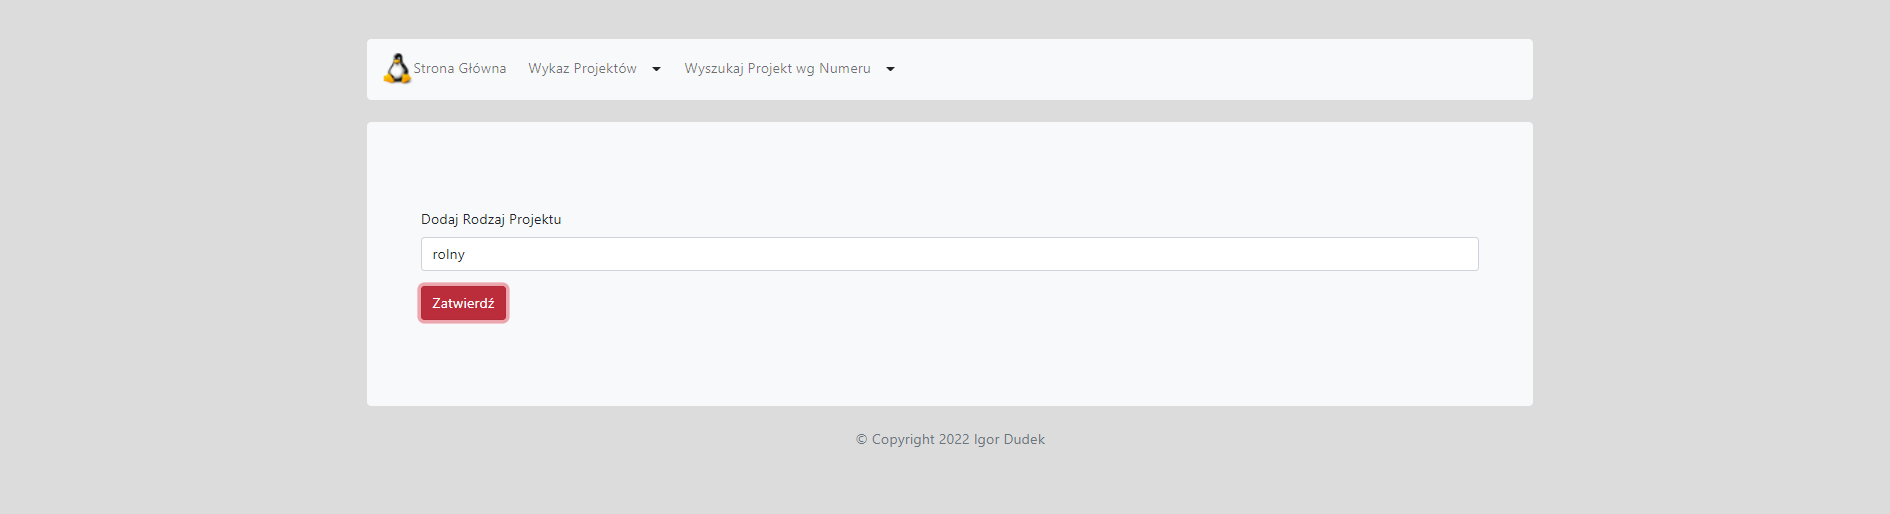 Strona Główna Wykaz Projektów Wyszukaj Projekt wg Numeru
Dodaj Rodzaj Projektu
rolny
Zatwierdź
© Copyright 2022 Igor Dudek